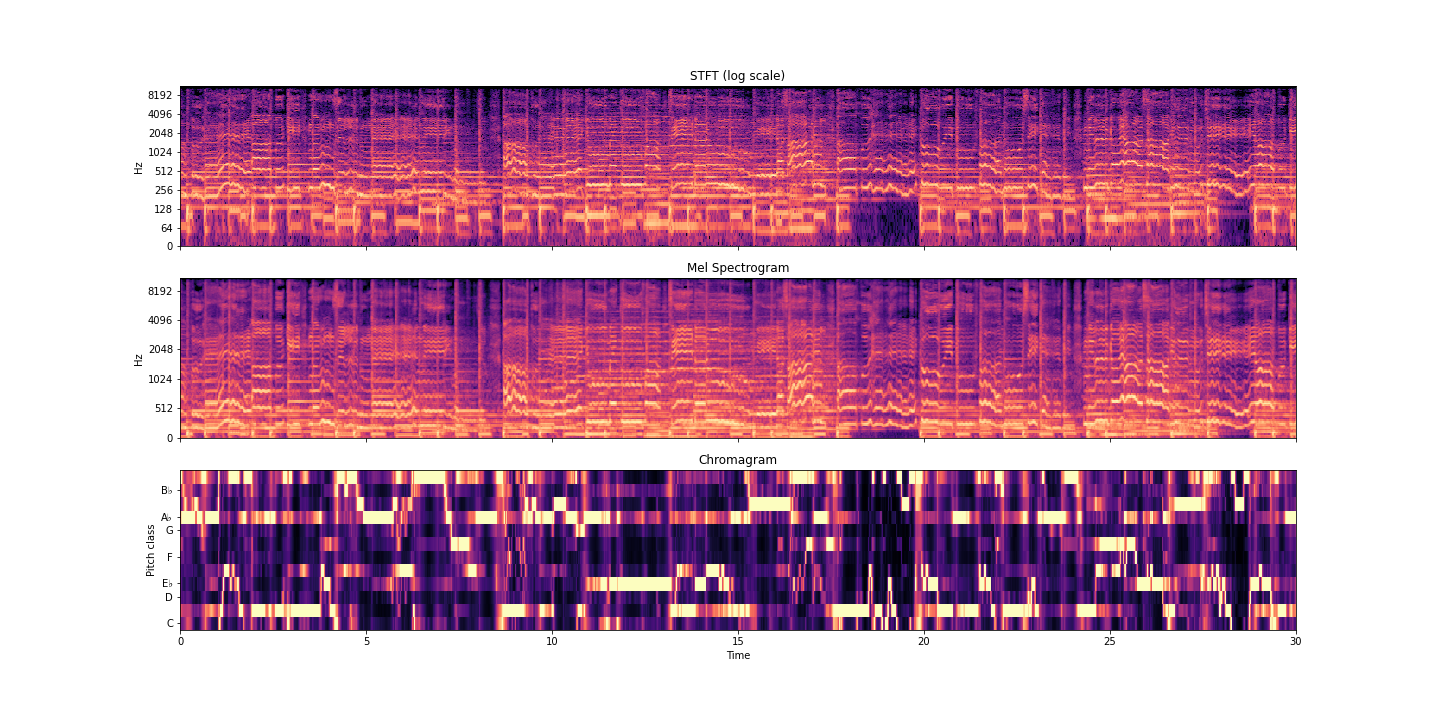 STFT (log scale)
8192
4096
2048
1024
512
256
128
64
0
Hz
Mel Spectrogram
8192
4096
2048
1024
512
0
Hz
Chromagram
B♭
A♭
G
F
E♭
D
C
Pitch class
0 5 10 15 20 25 30
Time